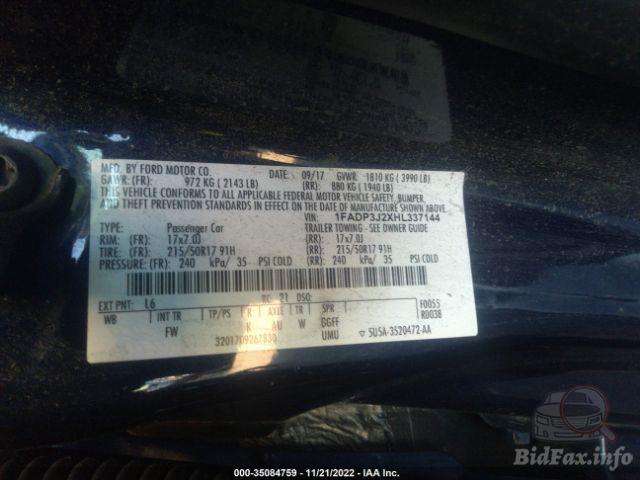 MFD. BY FORD MOTOR CO. DATE: 09/17 GVWR: 1810 KG ( 3990 LB)
GAWR: (FR): 972 KG ( 2143 LB) (RR): 880 KG ( 1940 LB)
THIS VEHICLE CONFORMS TO ALL APPLICABLE FEDERAL MOTOR VEHICLE SAFETY, BUMPER,
AND THEFT PREVENTION STANDARDS IN EFFECT ON THE DATE OF MANUFACTURE SHOWN ABOVE.
VIN: 1FADP3J2XHL337144
TYPE: Passenger Car TRAILER TOWING - SEE OWNER GUIDE
RIM: (FR): 17x7.0J (RR): 17x7.0J
TIRE: (FR): 215/50R17 91H (RR): 215/50R17 91H
PRESSURE: (FR): 240 kPa/ 35 PSI COLD (RR): 240 kPa/ 35 PSI COLD
EXT PNT: L6 RC: 21 DSO: F0055
WB TP/PS R AXLE TR SPR R0038
FW K AU W GGFF
3201709267830 UMU 5U5A-3520472-AA
000-35084759 - 11/21/2022 - IAA Inc.
BidFax.info